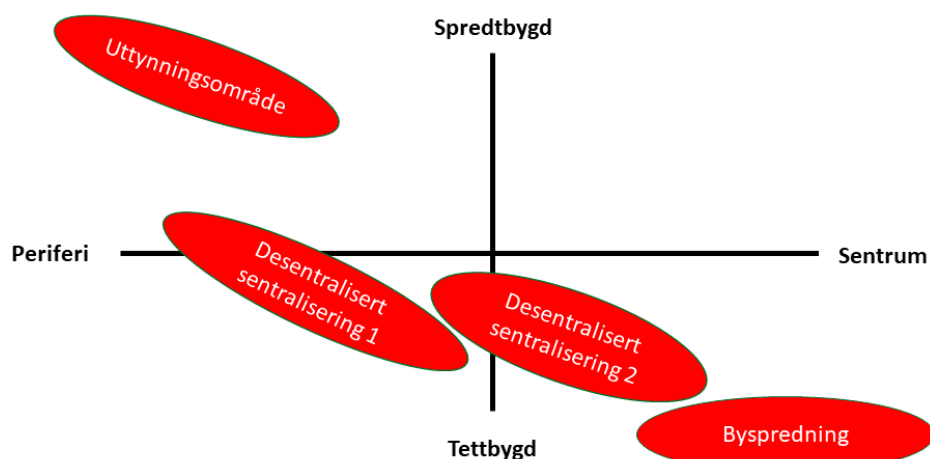 Spredtbygd
Uttynningsområde
Periferi
Sentrum
Desentralisert
sentralisering 1
Desentralisert
sentralisering 2
Byspredning
Tettbygd